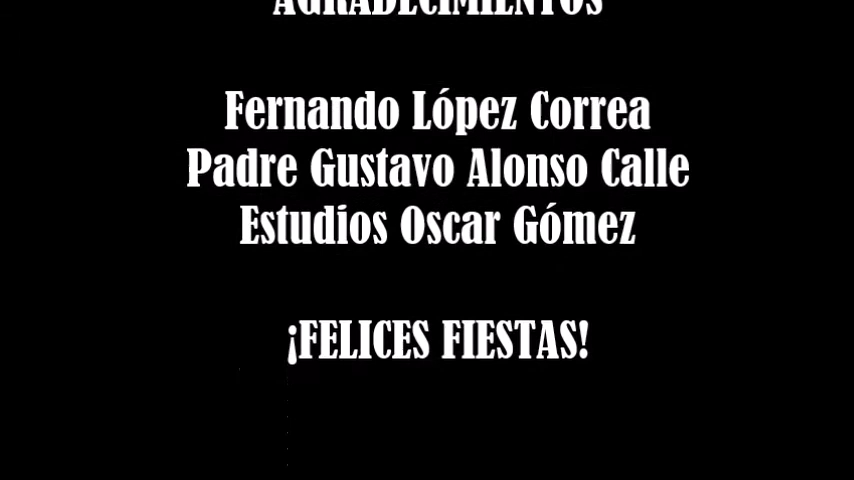 AGRADECIMIENTOS
Fernando López Correa
Padre Gustavo Alonso Calle
Estudios Oscar Gómez
¡FELICES FIESTAS!